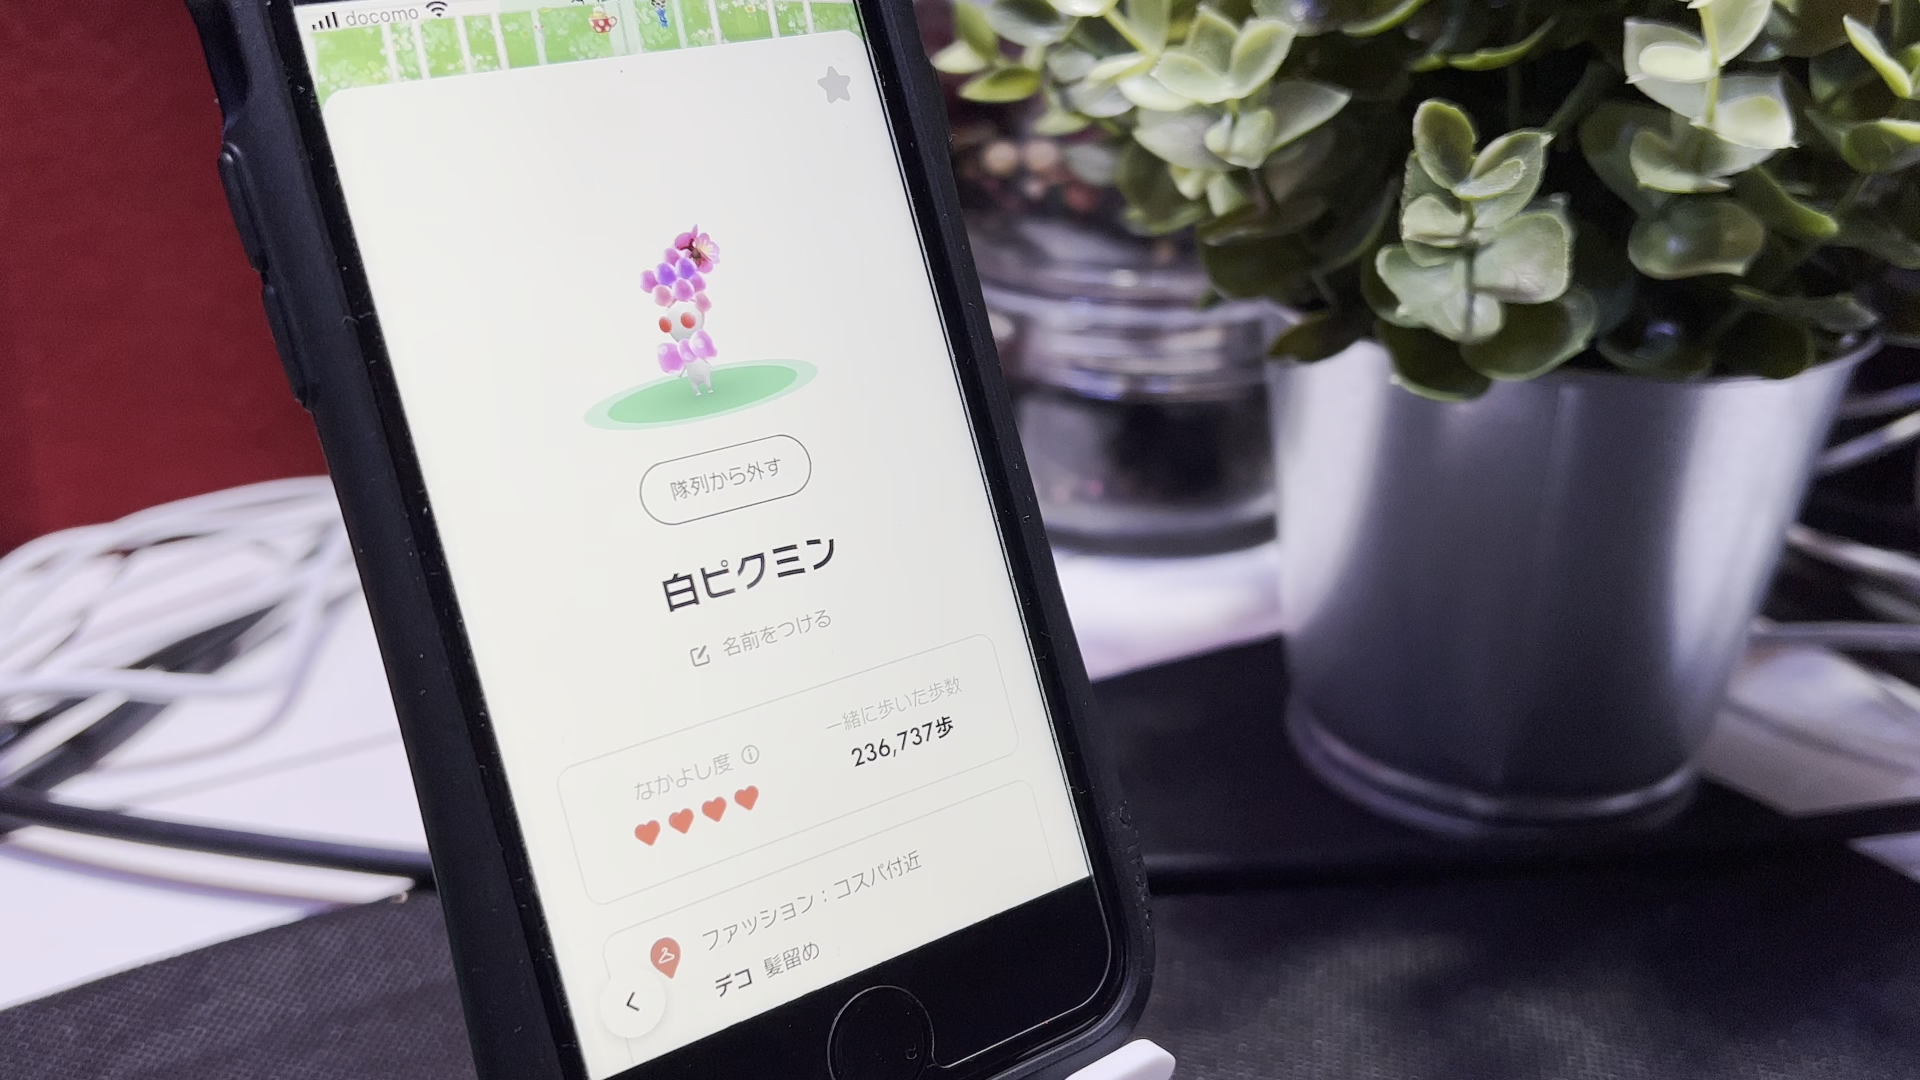 docomo
隊列から外す
白ピクミン
名前をつける
なかよし度
一緒に歩いた歩数
236,737歩
ファッション：コスパ付近
デコ 髪留め